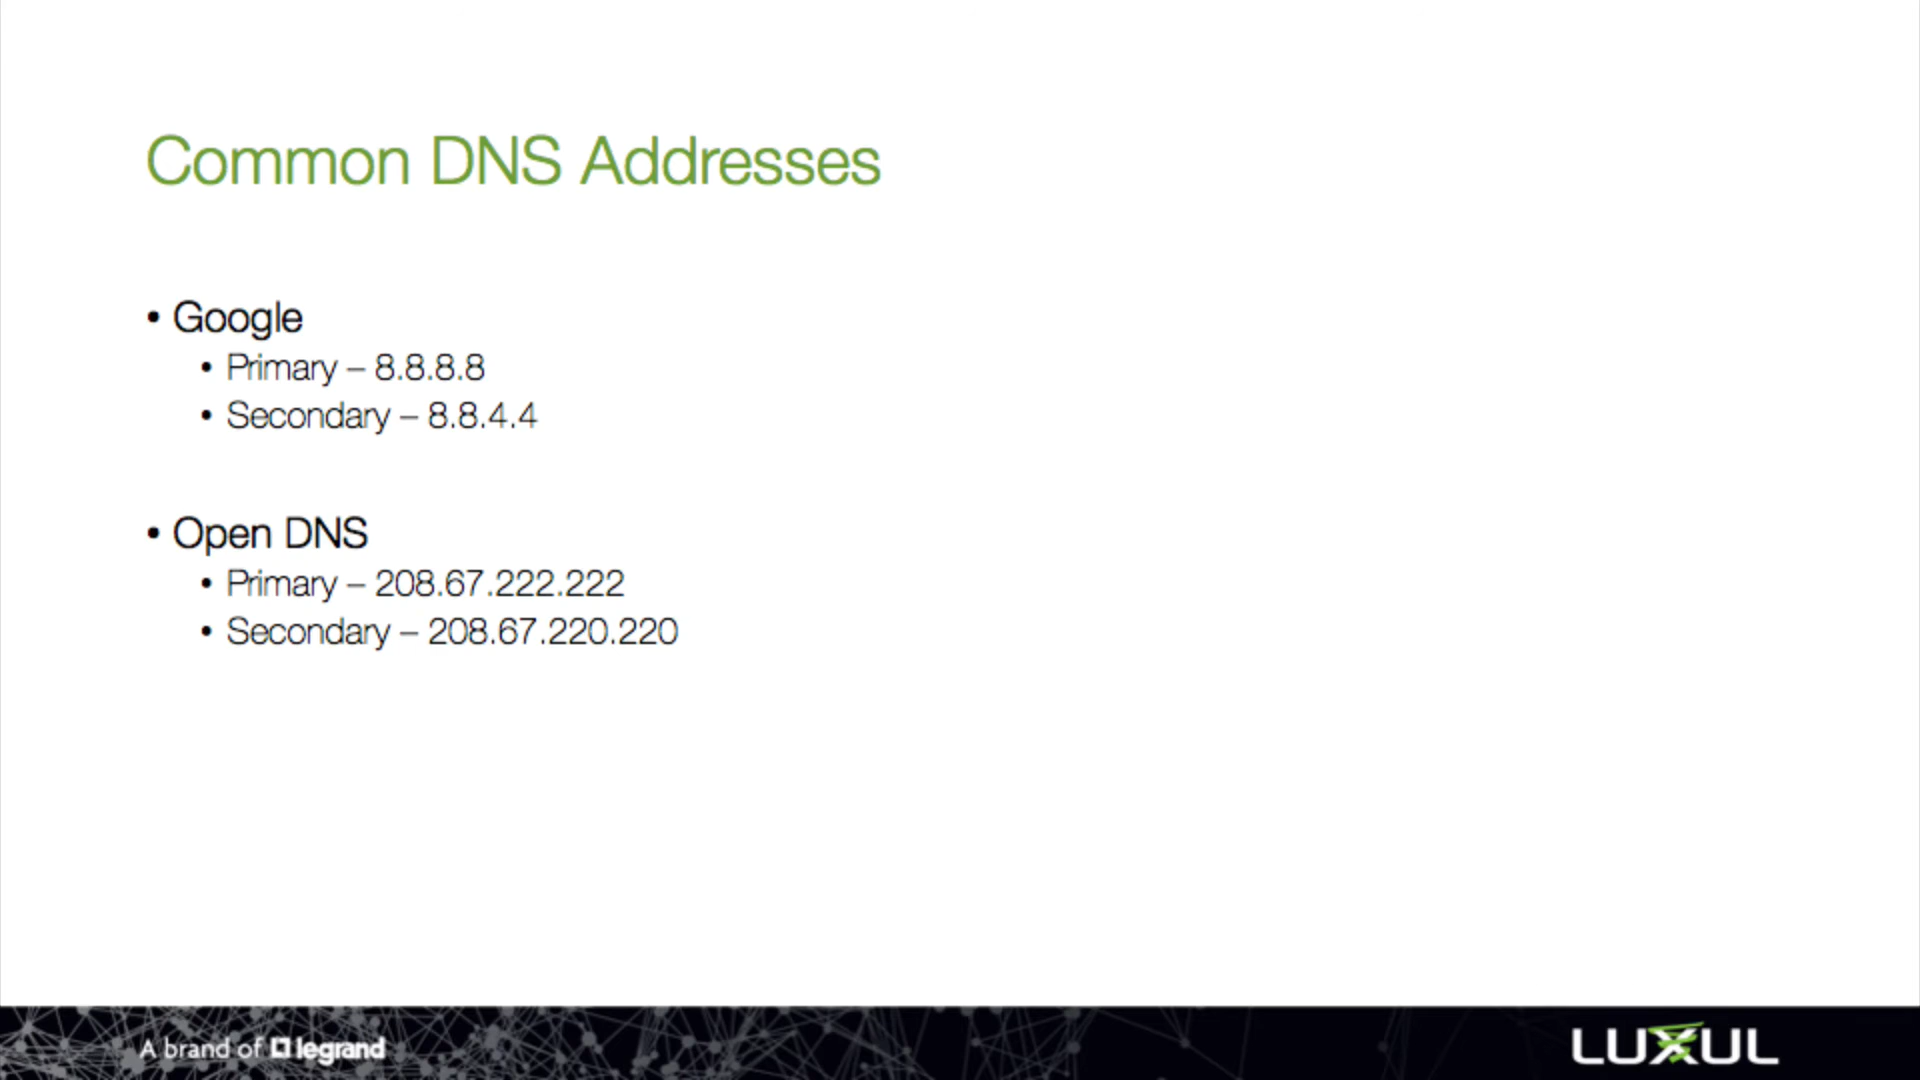 Common DNS Addresses
• Google
• Primary – 8.8.8.8
• Secondary – 8.8.4.4
• Open DNS
• Primary – 208.67.222.222
• Secondary – 208.67.220.220
A brand of legrand
LUXUL